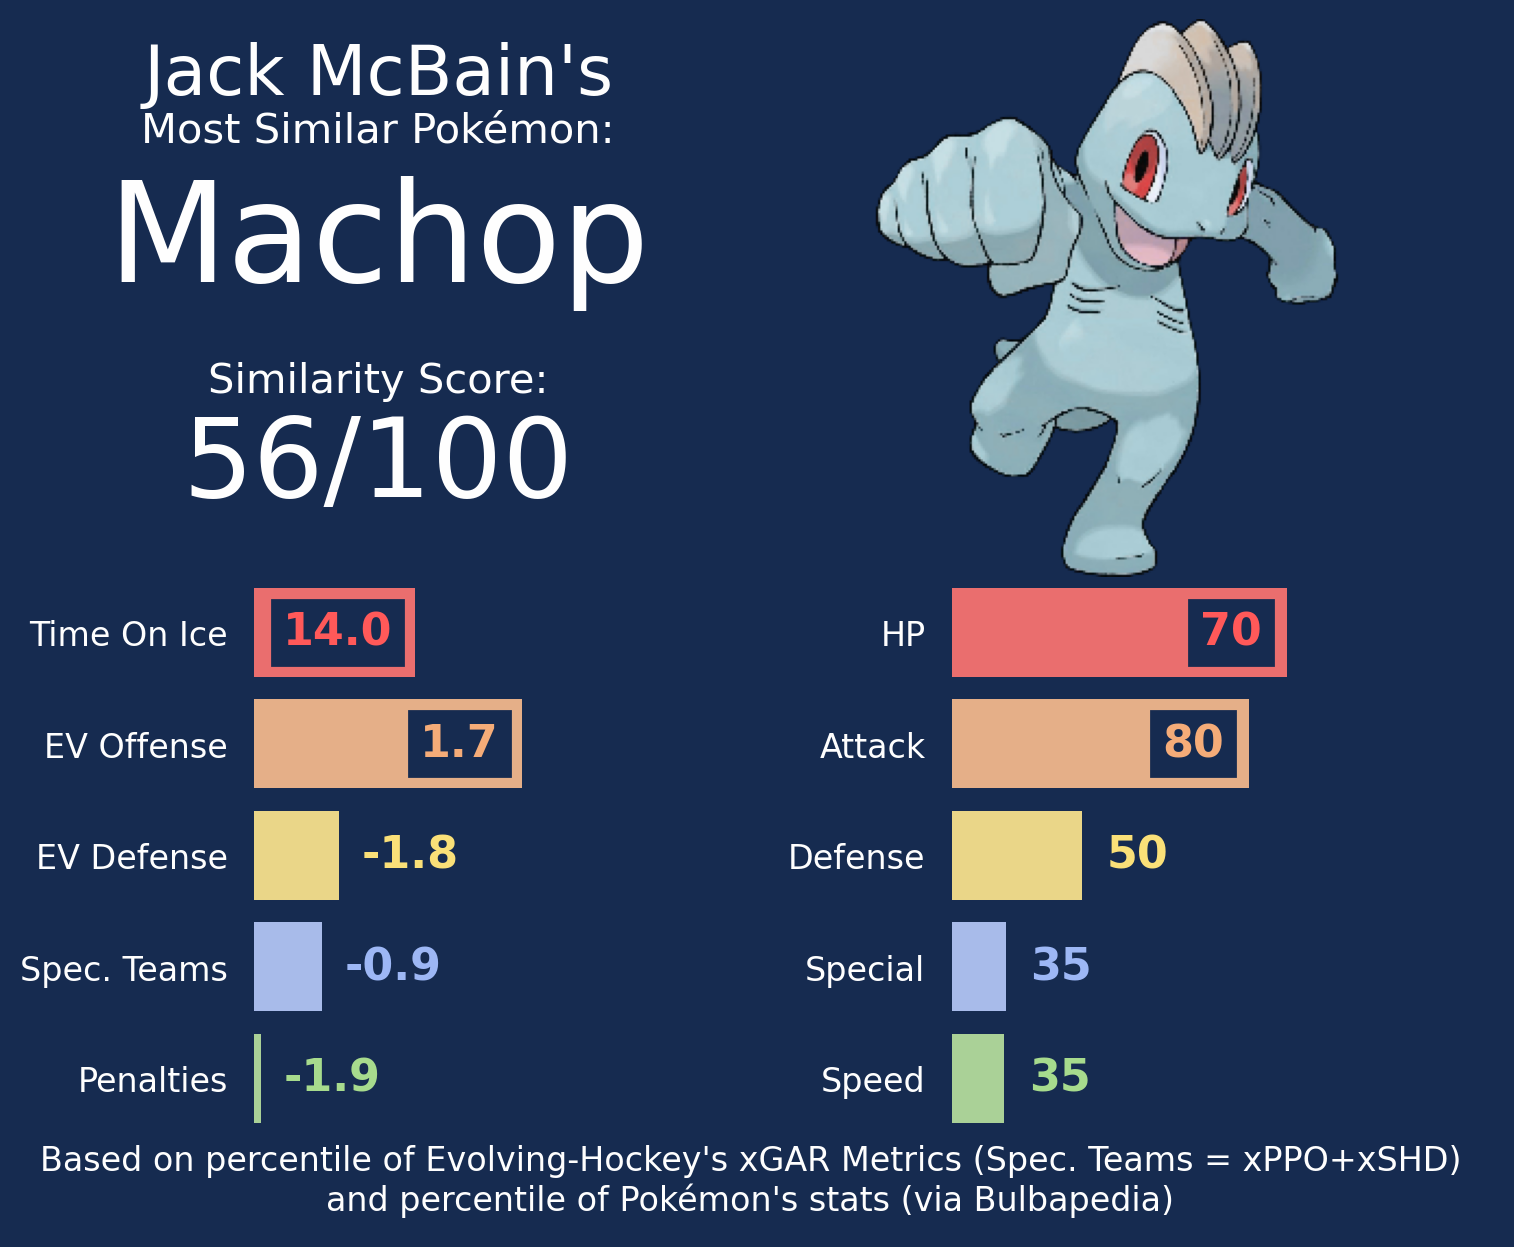 Jack McBain's
Most Similar Pokémon:
Machop
Similarity Score:
56/100
Time On Ice 14.0
EV Offense 1.7
EV Defense -1.8
Spec. Teams -0.9
Penalties -1.9
HP 70
Attack 80
Defense 50
Special 35
Speed 35
Based on percentile of Evolving-Hockey's xGAR Metrics (Spec. Teams = xPPO+xSHD)
and percentile of Pokémon's stats (via Bulbapedia)